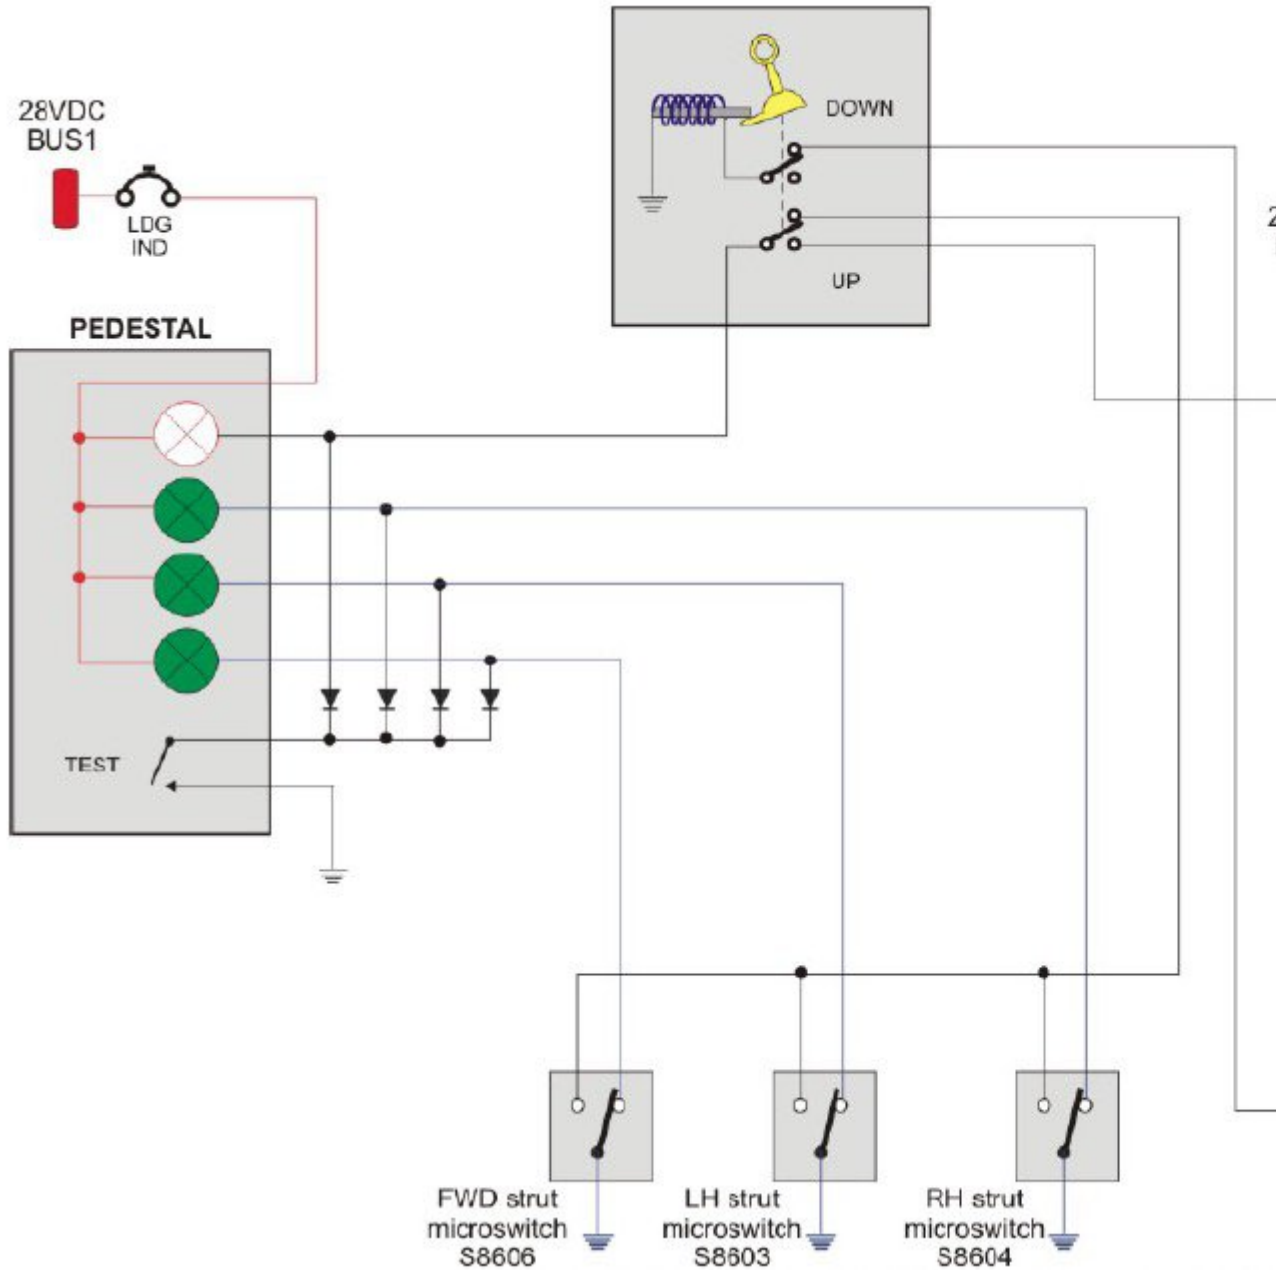 28VDC
BUS1
LDG
IND
DOWN
UP
2
PEDESTAL
TEST
FWD strut
microswitch
S8606
LH strut
microswitch
S8603
RH strut
microswitch
S8604